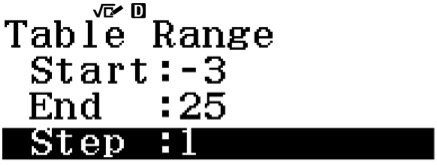 √□/ D
Table Range
Start:-3
End :25
Step :1